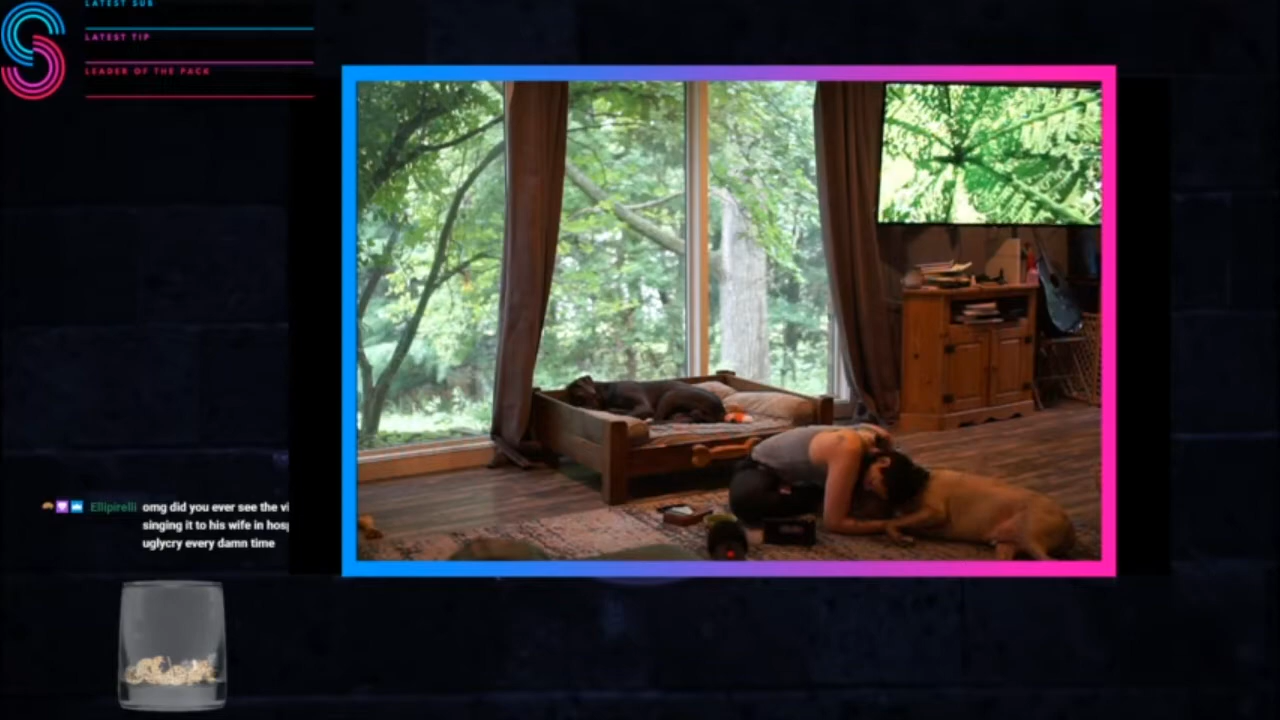 LATEST SUB
LATEST TIP
LEADER OF THE PACK
Ellipirelli omg did you ever see the
singing it to his wife in
uglycry every damn time